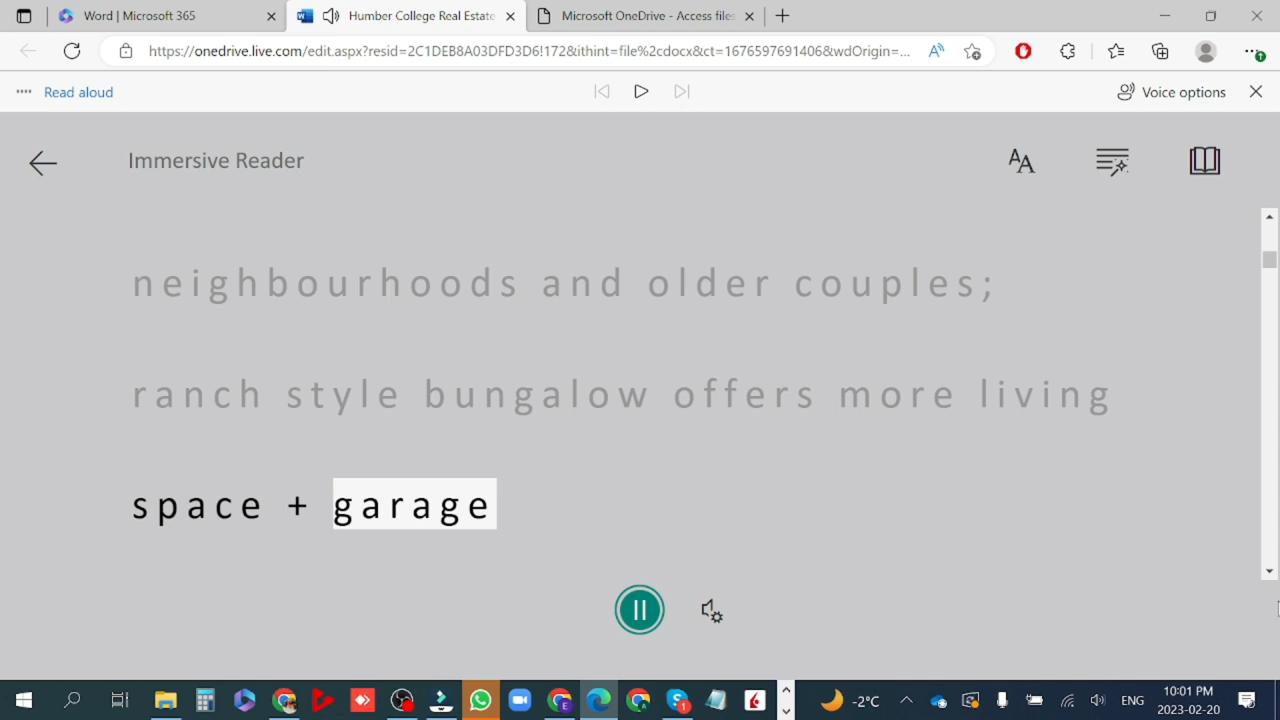 Word | Microsoft 365
Humber College Real Estate
Microsoft OneDrive - Access files
https://onedrive.live.com/edit.aspx?resid=2C1DEB8A03DFD3D6!172&ithint=file%2cdocx&ct=1676597691406&wdOrigin=...
Read aloud
Voice options
Immersive Reader
neighbourhoods and older couples;
ranch style bungalow offers more living
space + garage
-2°C
ENG
10:01 PM
2023-02-20